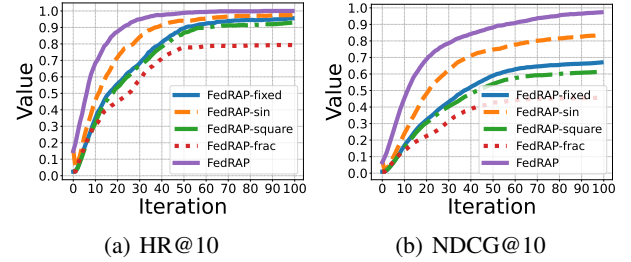 1.0
0.9
0.8
0.7
0.6
0.5
0.4
0.3
0.2
0.1
0.0
Value
FedRAP-fixed
FedRAP-sin
FedRAP-square
FedRAP-frac
FedRAP
0 10 20 30 40 50 60 70 80 90 100
Iteration
(a) HR@10
1.0
0.9
0.8
0.7
0.6
0.5
0.4
0.3
0.2
0.1
0.0
Value
FedRAP-fixed
FedRAP-sin
FedRAP-square
FedRAP-frac
FedRAP
0 10 20 30 40 50 60 70 80 90 100
Iteration
(b) NDCG@10